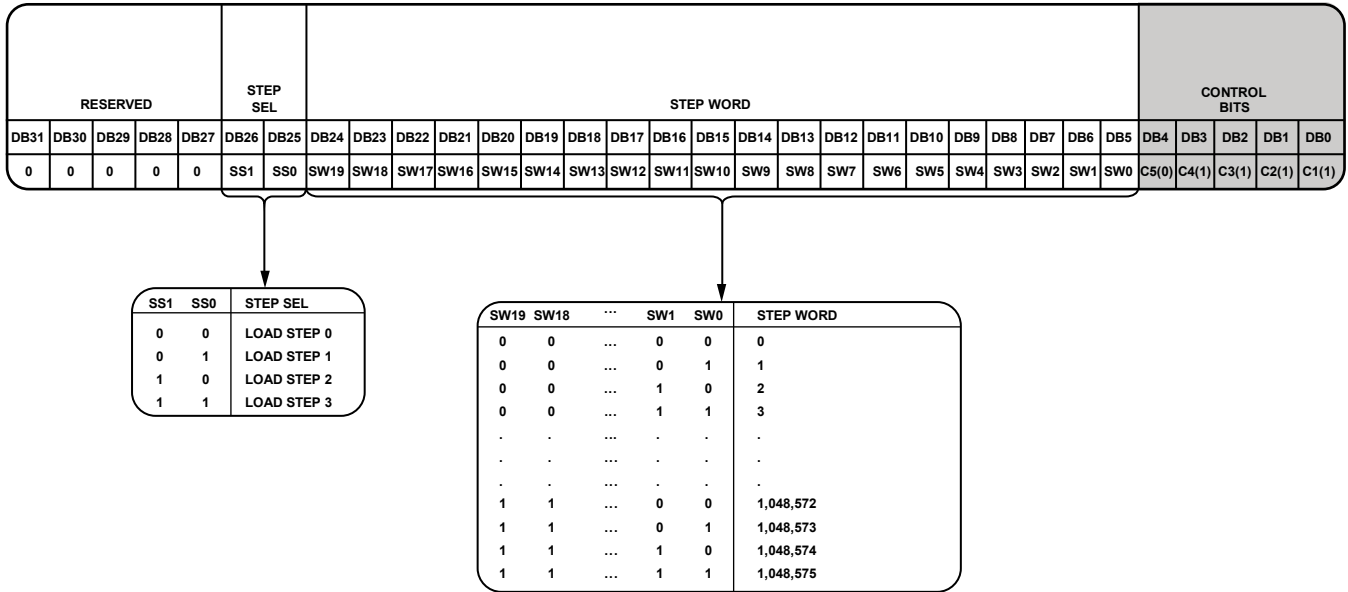 RESERVED
STEP
SEL
STEP WORD
CONTROL
BITS
DB31 DB30 DB29 DB28 DB27 DB26 DB25 DB24 DB23 DB22 DB21 DB20 DB19 DB18 DB17 DB16 DB15 DB14 DB13 DB12 DB11 DB10 DB9 DB8 DB7 DB6 DB5 DB4 DB3 DB2 DB1 DB0
0 0 0 0 0 SS1 SS0 SW19 SW18 SW17 SW16 SW15 SW14 SW13 SW12 SW11 SW10 SW9 SW8 SW7 SW6 SW5 SW4 SW3 SW2 SW1 SW0 C5(0) C4(1) C3(1) C2(1) C1(1)
SS1 SS0 STEP SEL
0 0 LOAD STEP 0
0 1 LOAD STEP 1
1 0 LOAD STEP 2
1 1 LOAD STEP 3
SW19 SW18 ... SW1 SW0 STEP WORD
0 0 ... 0 0 0
0 0 ... 0 1 1
0 0 ... 1 0 2
0 0 ... 1 1 3
. . ... . . .
. . ... . . .
. . ... . . .
1 1 ... 0 0 1,048,572
1 1 ... 0 1 1,048,573
1 1 ... 1 0 1,048,574
1 1 ... 1 1 1,048,575